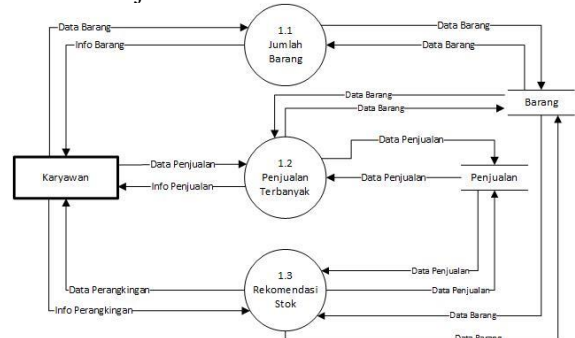 Data Barang
Info Barang
1.1
Jumlah
Barang
Data Barang
Data Barang
Data Barang
Data Barang
Barang
Karyawan
Data Penjualan
Info Penjualan
1.2
Penjualan
Terbanyak
Data Penjualan
Data Penjualan
Penjualan
Data Perangkingan
Info Perangkingan
1.3
Rekomendasi
Stok
Data Penjualan
Data Penjualan
Data Barang
Data Barang